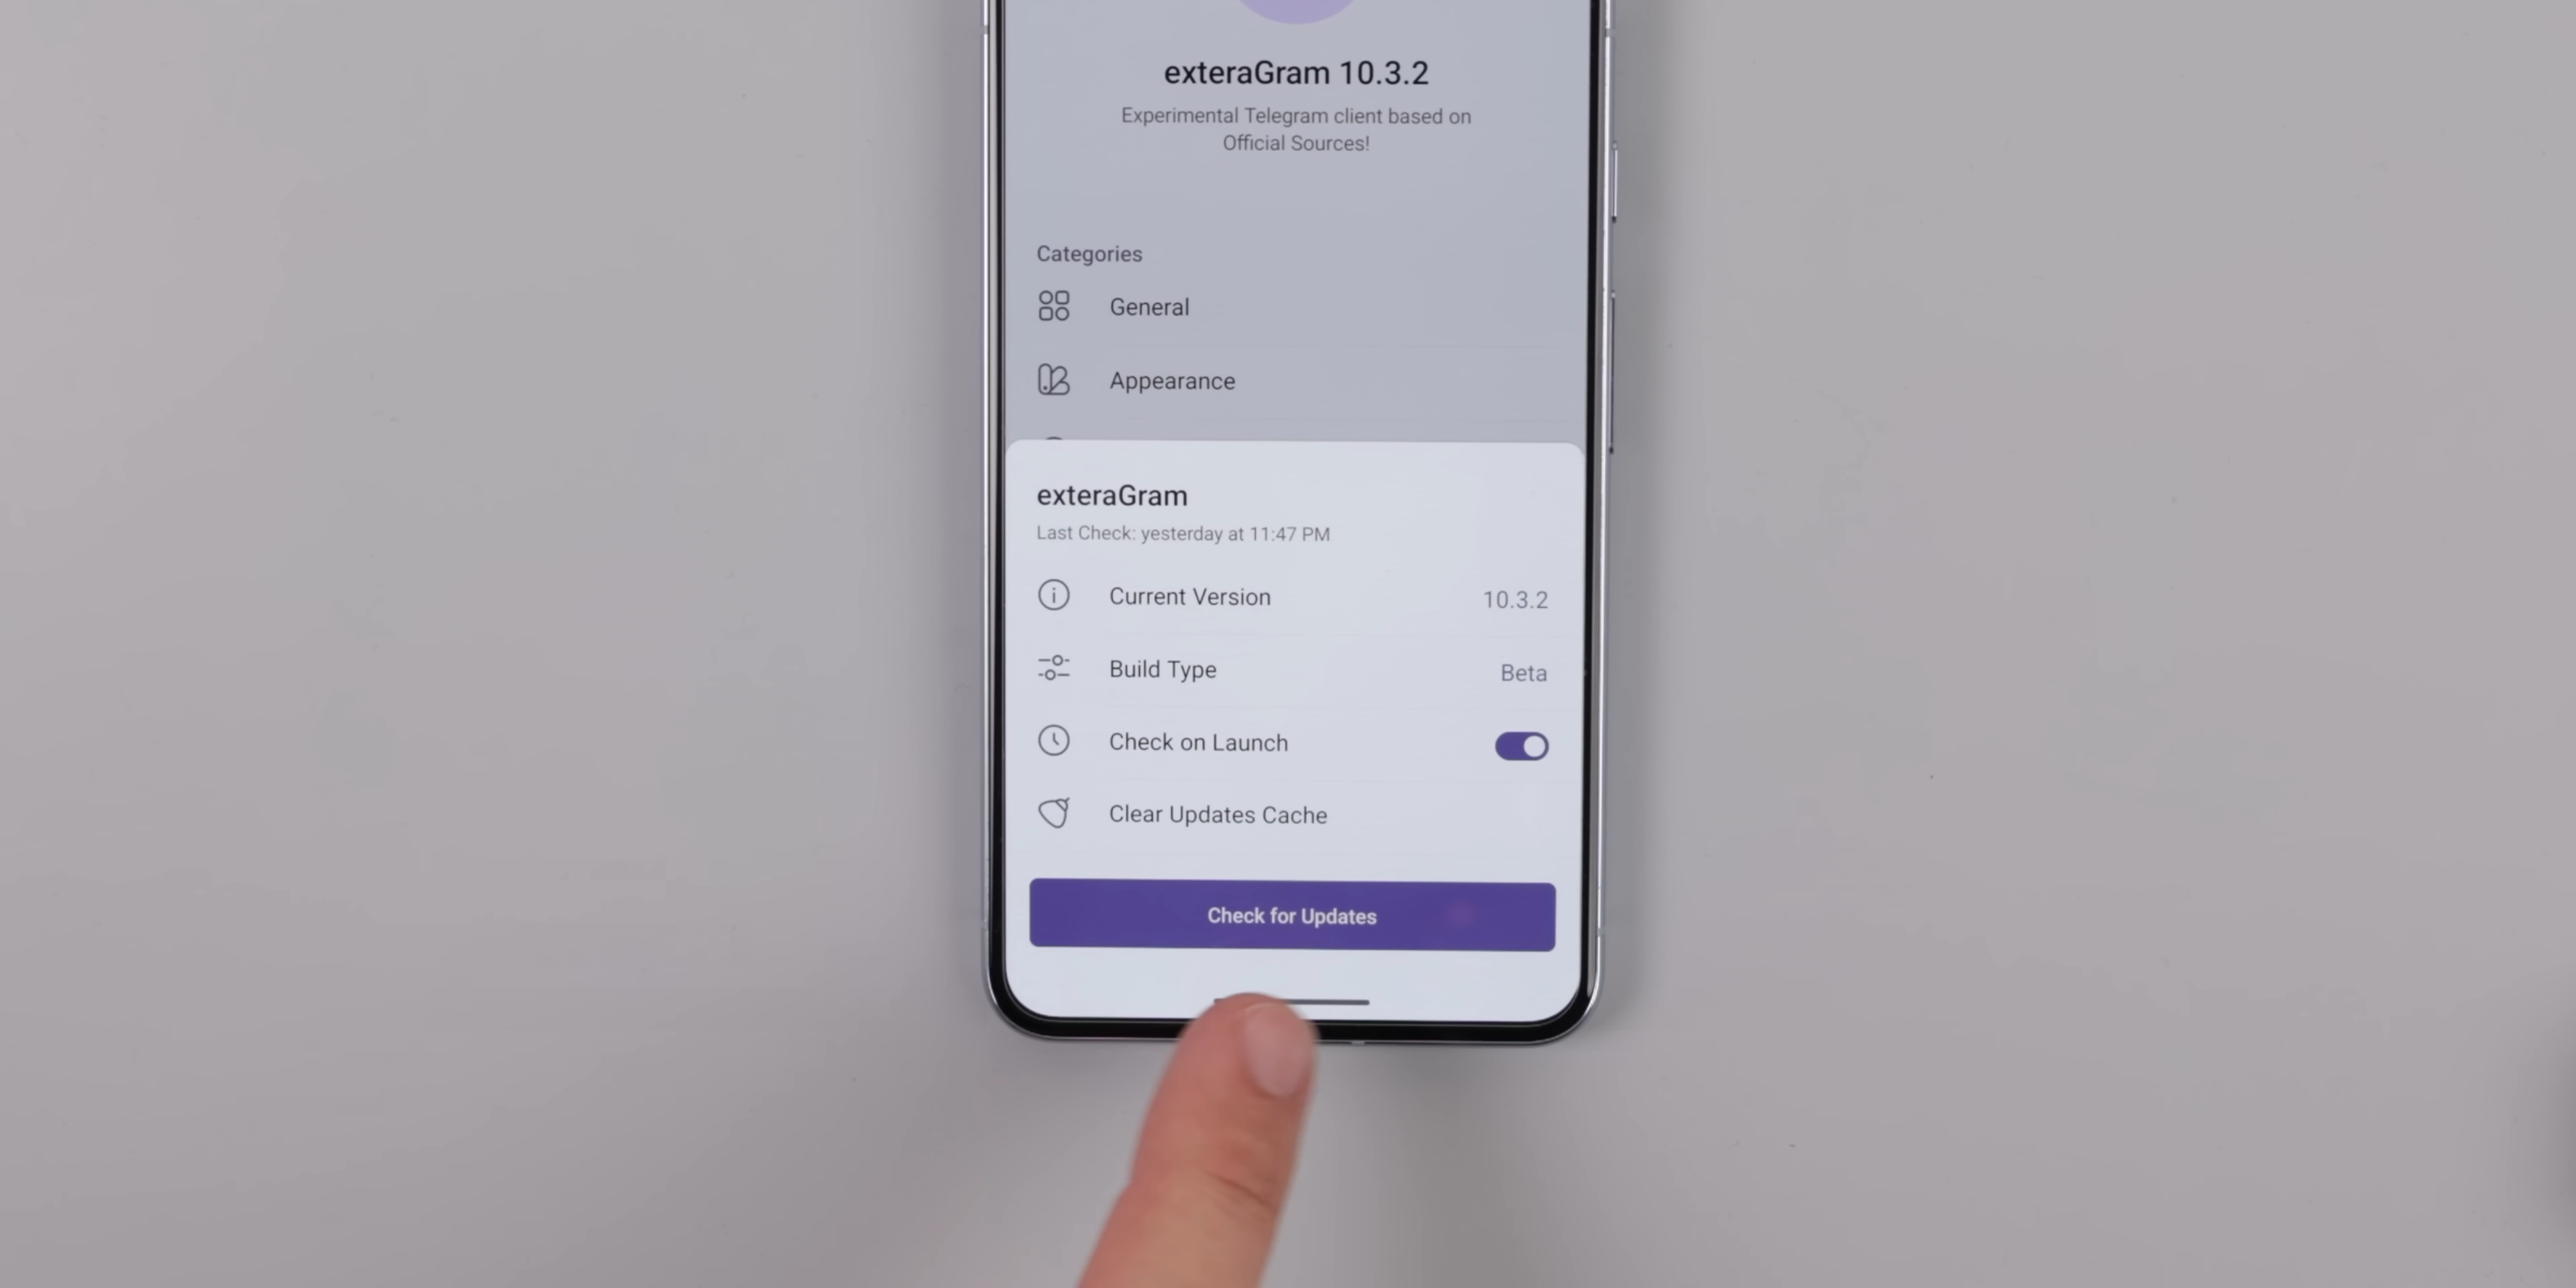 exteraGram 10.3.2
Experimental Telegram client based on
Official Sources!
Categories
General
Appearance
exteraGram
Last Check: yesterday at 11:47 PM
Current Version 10.3.2
Build Type Beta
Check on Launch
Clear Updates Cache
Check for Updates